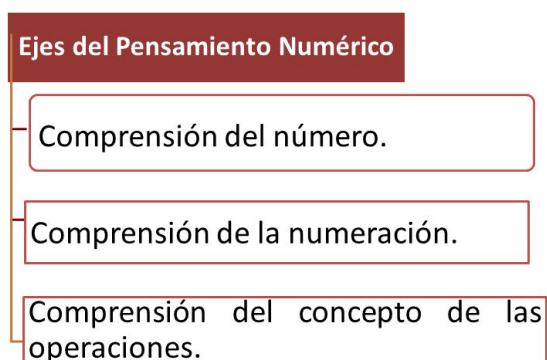 Ejes del Pensamiento Numérico
Comprensión del número.
Comprensión de la numeración.
Comprensión del concepto de las
operaciones.